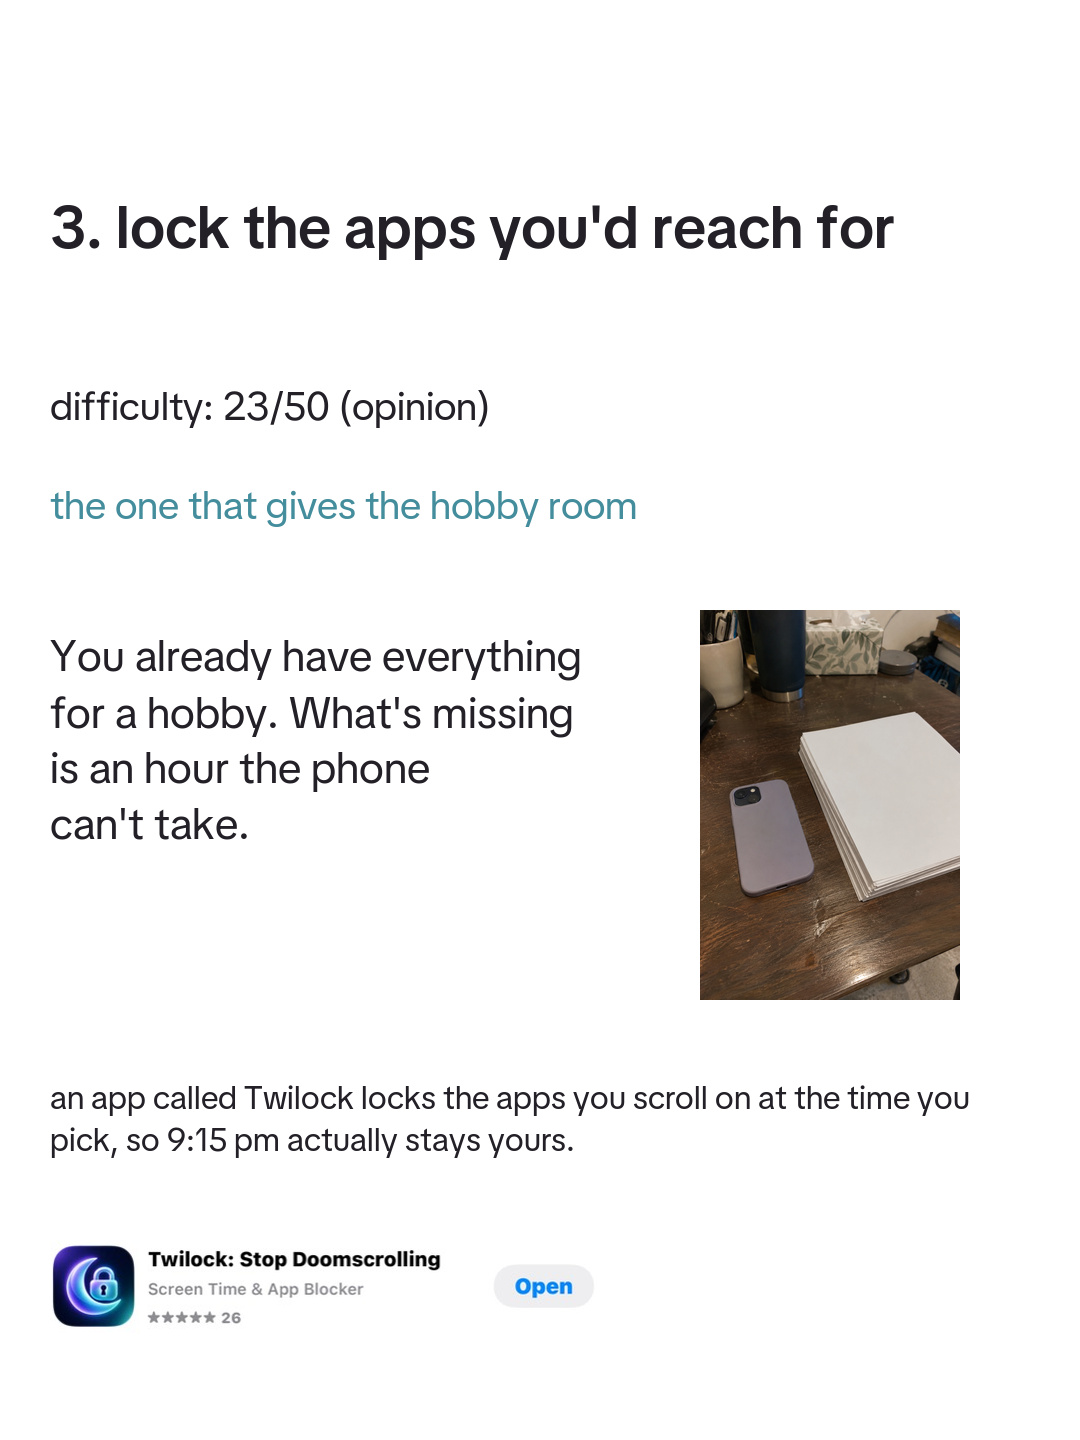 3. lock the apps you'd reach for
difficulty: 23/50 (opinion)
the one that gives the hobby room
You already have everything
for a hobby. What's missing
is an hour the phone
can't take.
an app called Twilock locks the apps you scroll on at the time you
pick, so 9:15 pm actually stays yours.
Twilock: Stop Doomscrolling
Screen Time & App Blocker
★★★★★ 26
Open